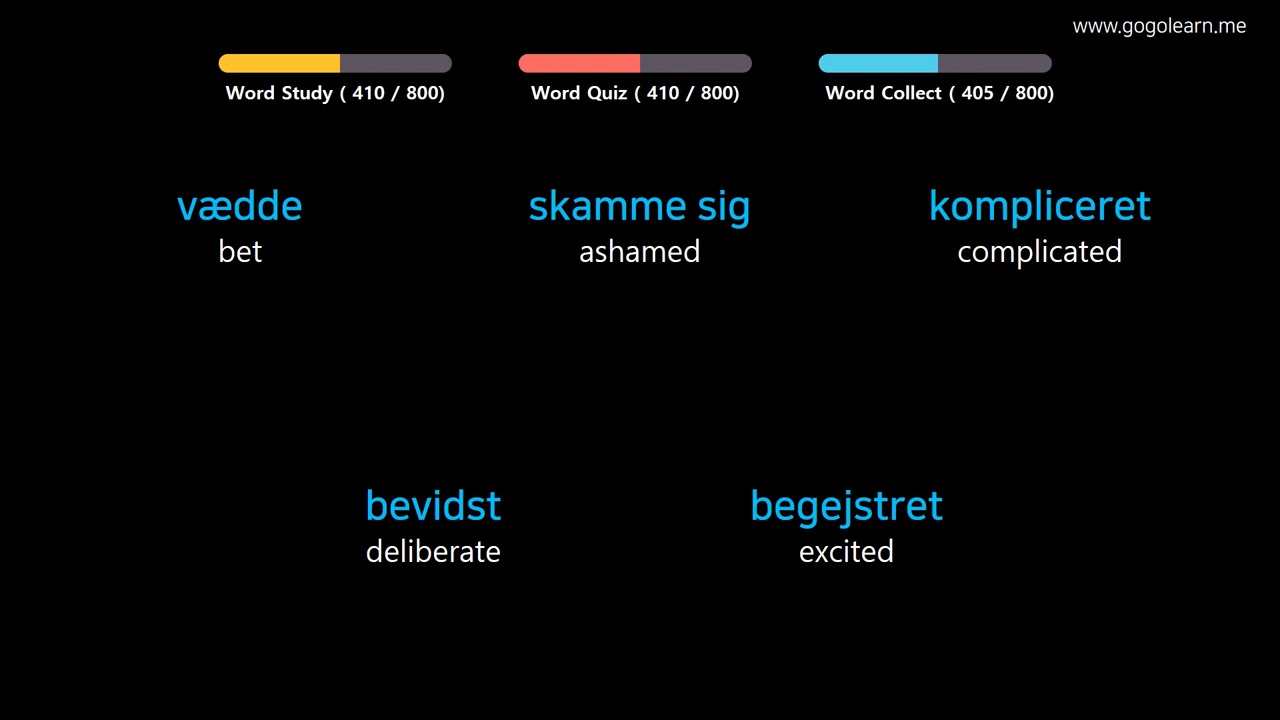 www.gogolearn.me
Word Study ( 410 / 800)
Word Quiz ( 410 / 800)
Word Collect ( 405 / 800)
vædde
bet
skamme sig
ashamed
kompliceret
complicated
bevidst
deliberate
begejstret
excited